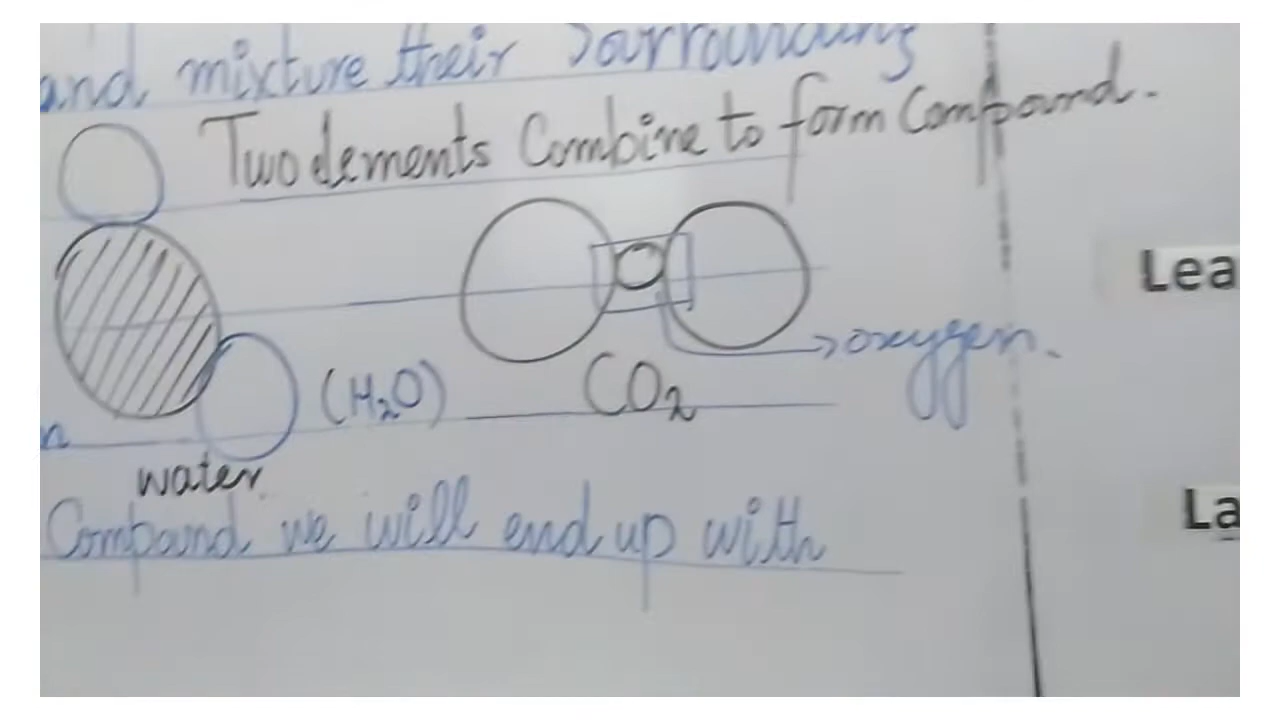 and mixture their Sarrounding
Two elements Combine to form Compound.
Lea
oxygen.
(H₂O)
CO₂
n
water
Compound we will end up with
La